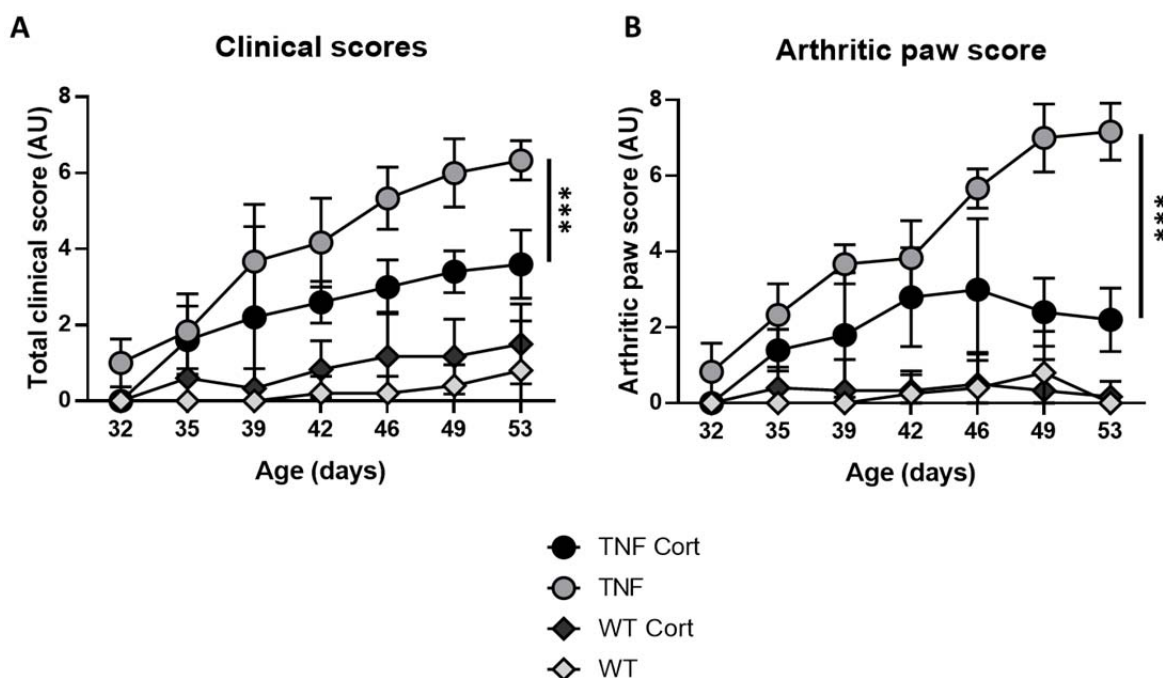 A
Clinical scores
Total clinical score (AU)
8
6
4
2
0
32 35 39 42 46 49 53
Age (days)
***
B
Arthritic paw score
Arthritic paw score (AU)
8
6
4
2
0
32 35 39 42 46 49 53
Age (days)
***
TNF Cort
TNF
WT Cort
WT